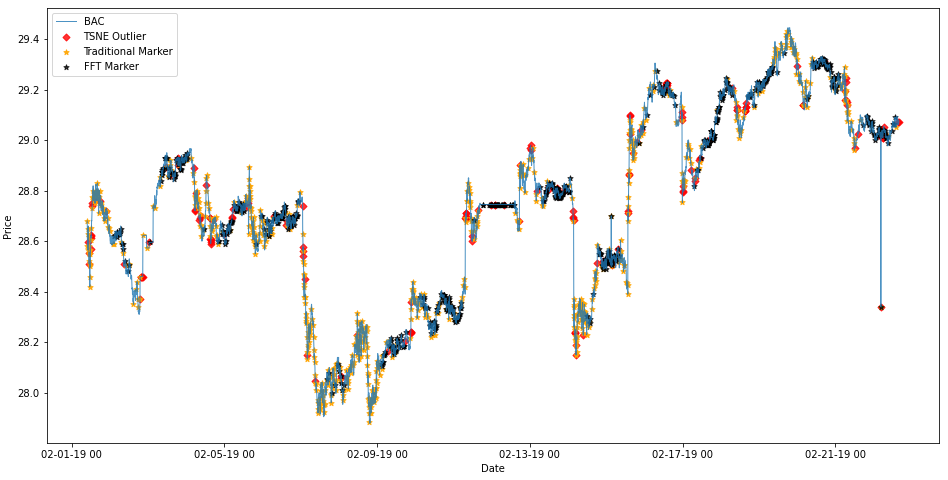 BAC
TSNE Outlier
Traditional Marker
FFT Marker
29.4
29.2
29.0
28.8
28.6
28.4
28.2
28.0
Price
02-01-19 00
02-05-19 00
02-09-19 00
02-13-19 00
02-17-19 00
02-21-19 00
Date